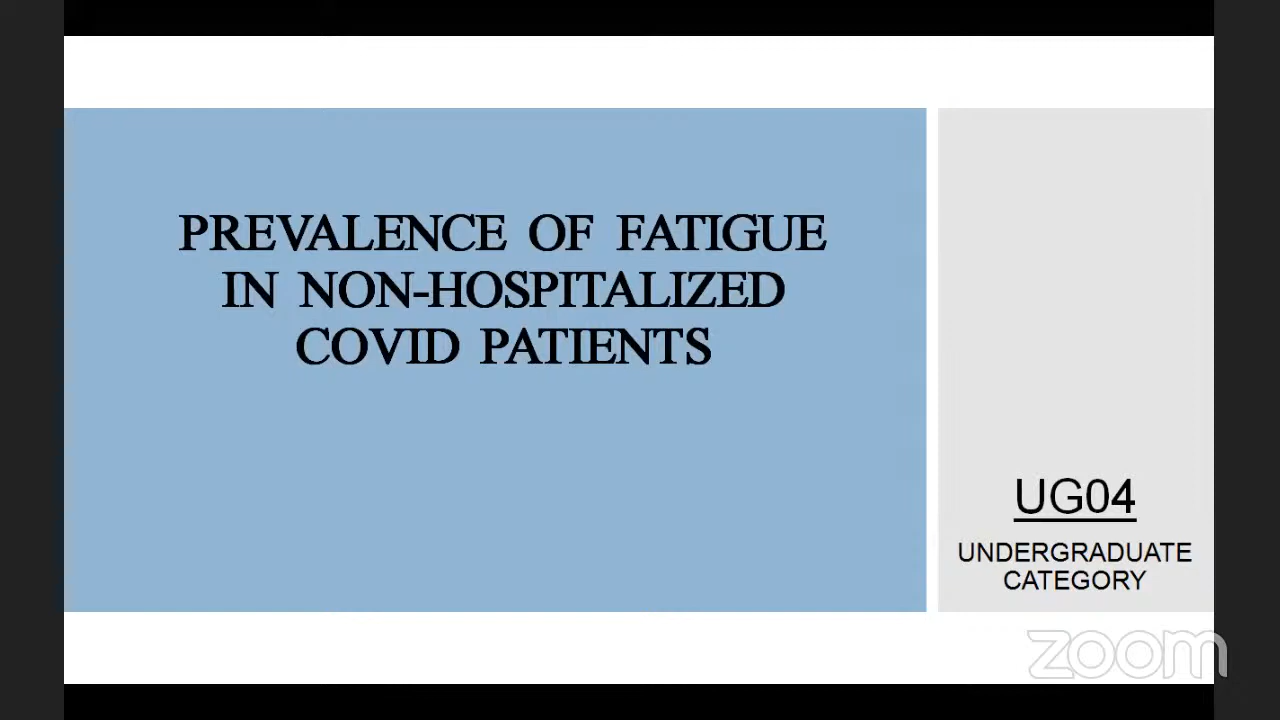 PREVALENCE OF FATIGUE
IN NON-HOSPITALIZED
COVID PATIENTS
UG04
UNDERGRADUATE
CATEGORY
zoom